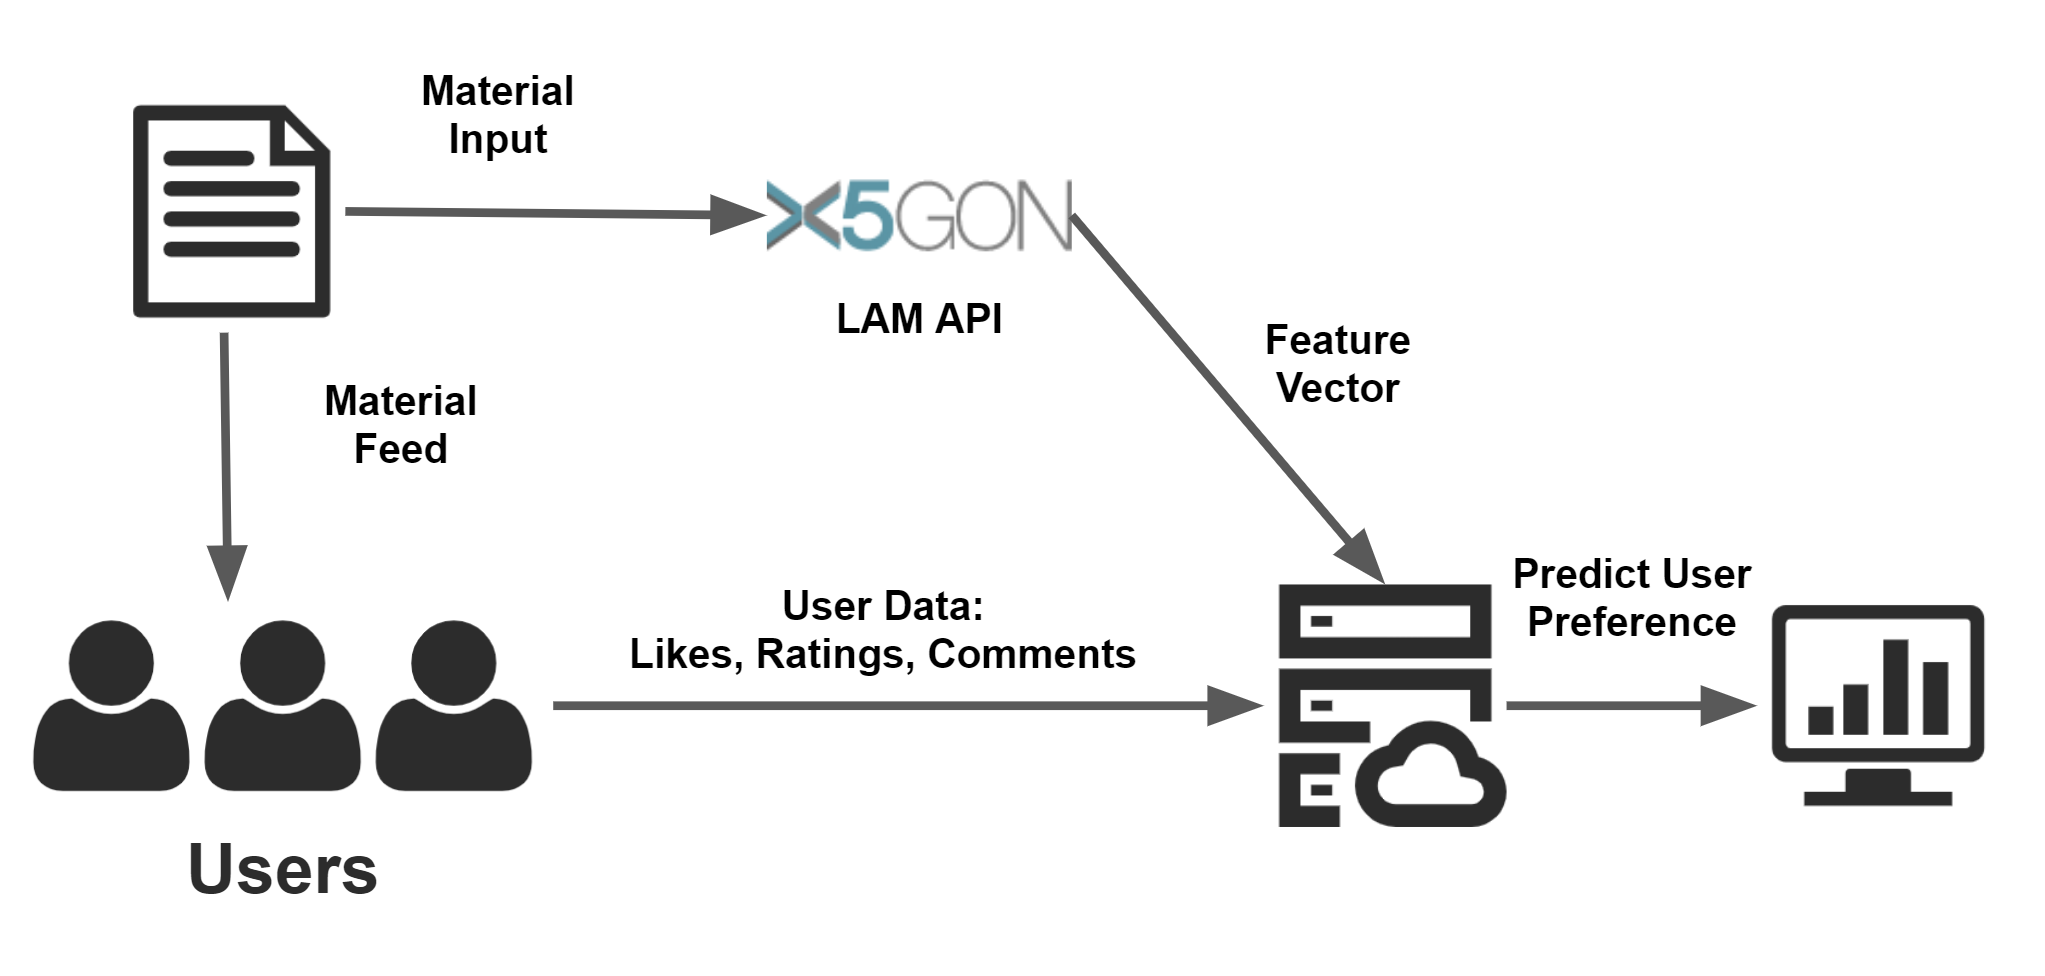 Material
Input
X5GON
LAM API
Material
Feed
Feature
Vector
User Data:
Likes, Ratings, Comments
Predict User
Preference
Users